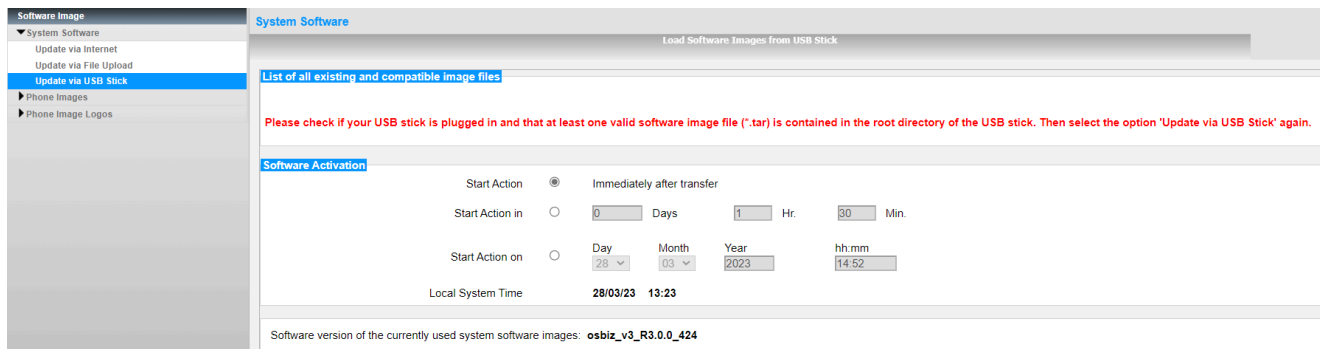 Software Image
System Software
Update via Internet
Update via File Upload
Update via USB Stick
Phone Images
Phone Image Logos
System Software
Load Software Images from USB Stick
List of all existing and compatible image files
Please check if your USB stick is plugged in and that at least one valid software image file (*.tar) is contained in the root directory of the USB stick. Then select the option 'Update via USB Stick' again.
Software Activation
Start Action Immediately after transfer
Start Action in 0 Days 1 Hr. 30 Min.
Day Month Year hh:mm
Start Action on 28 03 2023 14:52
Local System Time 28/03/23 13:23
Software version of the currently used system software images: osbiz_v3_R3.0.0_424